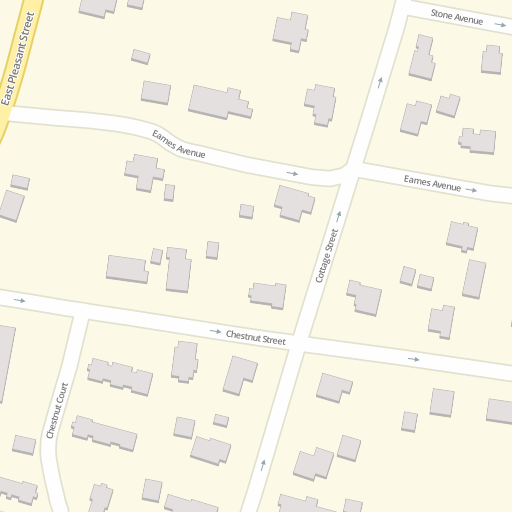 Stone Avenue
East Pleasant Street
Eames Avenue
Eames Avenue
Cottage Street
Chestnut Street
Chestnut Court